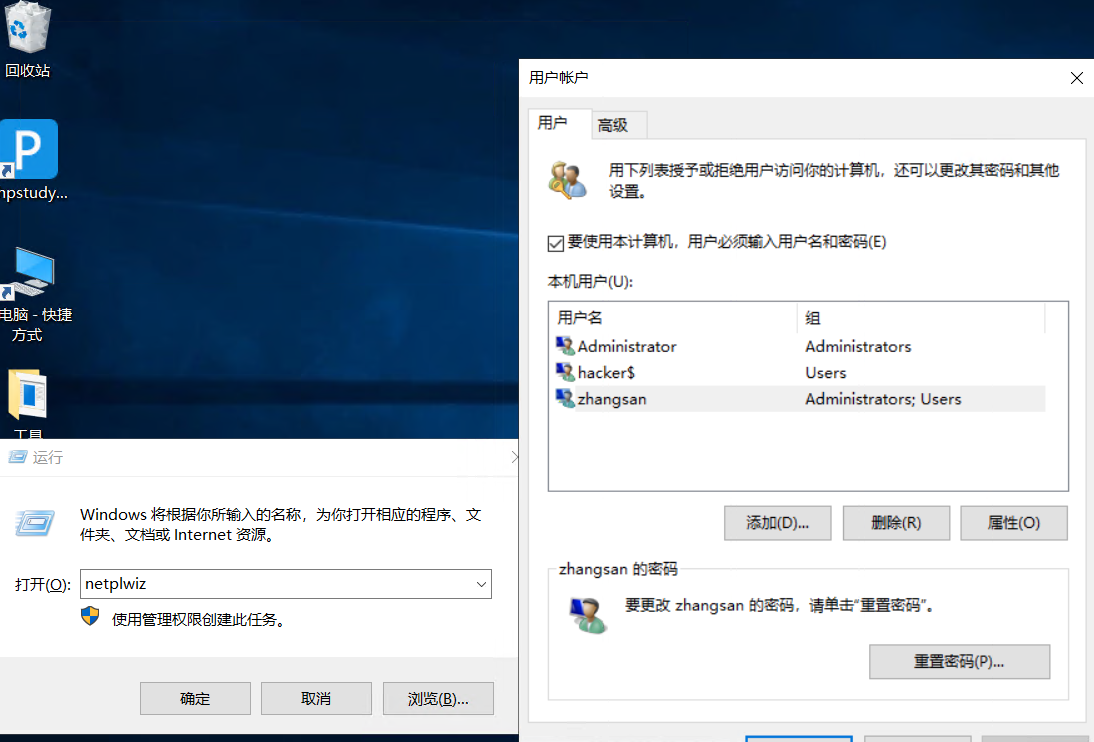 回收站
hpstudy...
电脑 - 快捷
方式
工具
运行
Windows 将根据你所输入的名称，为你打开相应的程序、文
件夹、文档或 Internet 资源。
打开(O):
netplwiz
使用管理权限创建此任务。
确定
取消
浏览(B)...
用户帐户
用户
高级
用下列表授予或拒绝用户访问你的计算机，还可以更改其密码和其他
设置。
要使用本计算机，用户必须输入用户名和密码(E)
本机用户(U):
用户名 组
Administrator Administrators
hacker$ Users
zhangsan Administrators; Users
添加(D)...
删除(R)
属性(O)
zhangsan 的密码
要更改 zhangsan 的密码，请单击“重置密码”。
重置密码(P)...